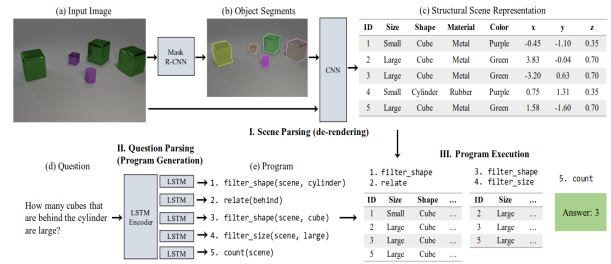 (a) Input Image
(b) Object Segments
(c) Structural Scene Representation
Mask
R-CNN
CNN
ID Size Shape Material Color x y z
1 Small Cube Metal Purple -0.45 -1.10 0.35
2 Large Cube Metal Green 3.83 -0.04 0.70
3 Large Cube Metal Green -3.20 0.63 0.70
4 Small Cylinder Rubber Purple 0.75 1.31 0.35
5 Large Cube Metal Green 1.58 -1.60 0.70
I. Scene Parsing (de-rendering)
II. Question Parsing
(Program Generation)
III. Program Execution
(d) Question
How many cubes that
are behind the cylinder
are large?
LSTM
Encoder
(e) Program
LSTM 1. filter_shape(scene, cylinder)
LSTM 2. relate(behind)
LSTM 3. filter_shape(scene, cube)
LSTM 4. filter_size(scene, large)
LSTM 5. count(scene)
1. filter_shape
2. relate
ID Size Shape ...
1 Small Cube ...
2 Large Cube ...
3 Large Cube ...
5 Large Cube ...
3. filter_shape
4. filter_size
ID Size ...
2 Large ...
3 Large ...
5 Large ...
5. count
Answer: 3